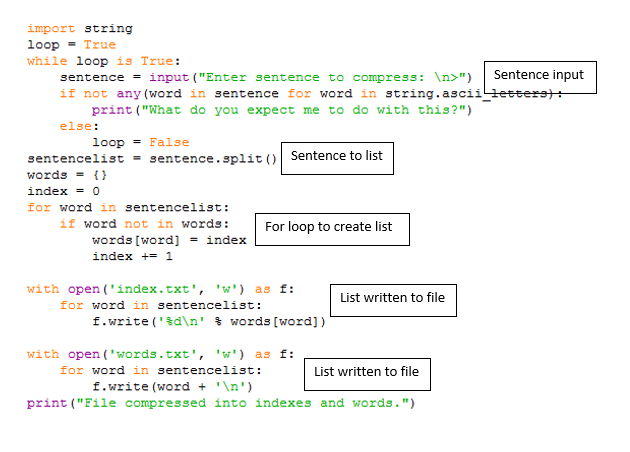 import string
loop = True
while loop is True:
    sentence = input("Enter sentence to compress: \n>")
Sentence input
    if not any(word in sentence for word in string.ascii_letters):
        print("What do you expect me to do with this?")
    else:
        loop = False
sentencelist = sentence.split()
Sentence to list
words = {}
index = 0
for word in sentencelist:
    if word not in words:
For loop to create list
        words[word] = index
        index += 1
with open('index.txt', 'w') as f:
List written to file
    for word in sentencelist:
        f.write('%d\n' % words[word])
with open('words.txt', 'w') as f:
    for word in sentencelist:
List written to file
        f.write(word + '\n')
print("File compressed into indexes and words.")